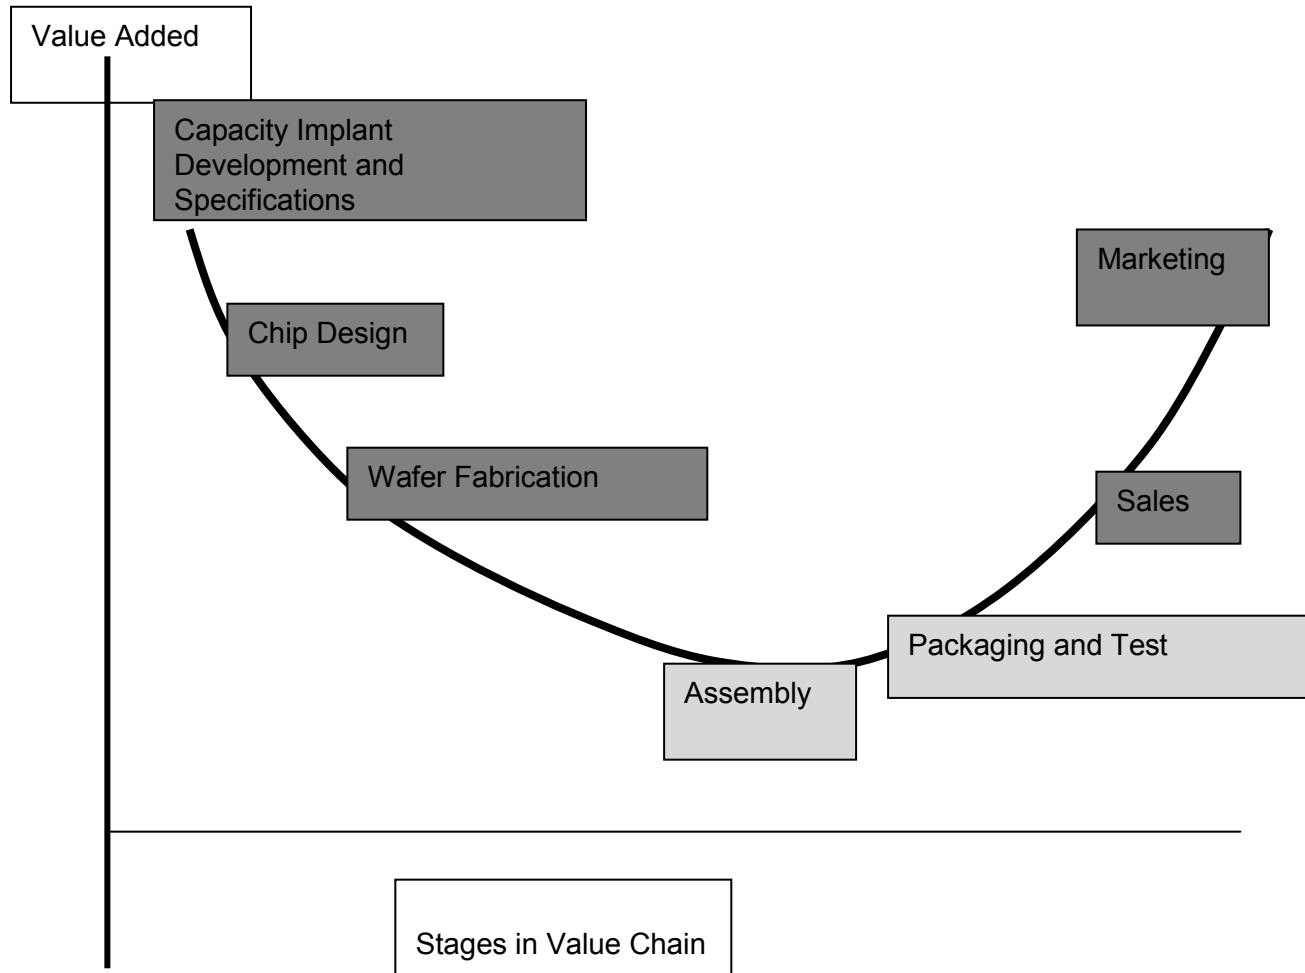 Value Added
Capacity Implant
Development and
Specifications
Marketing
Chip Design
Wafer Fabrication
Sales
Packaging and Test
Assembly
Stages in Value Chain